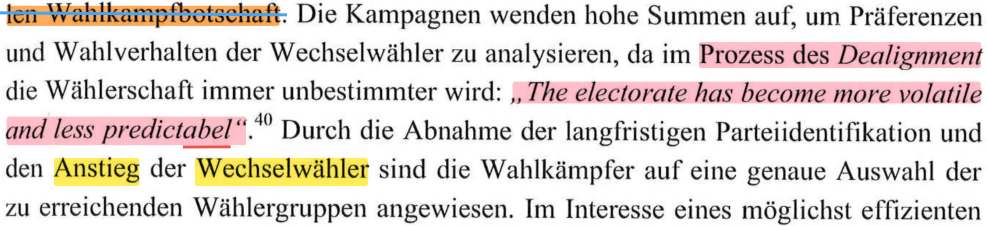 len Wahlkampfbotschaft. Die Kampagnen wenden hohe Summen auf, um Präferenzen
und Wahlverhalten der Wechselwähler zu analysieren, da im Prozess des Dealignment
die Wählerschaft immer unbestimmter wird: „The electorate has become more volatile
and less predictabel“.40 Durch die Abnahme der langfristigen Parteiidentifikation und
den Anstieg der Wechselwähler sind die Wahlkämpfer auf eine genaue Auswahl der
zu erreichenden Wählergruppen angewiesen. Im Interesse eines möglichst effizienten